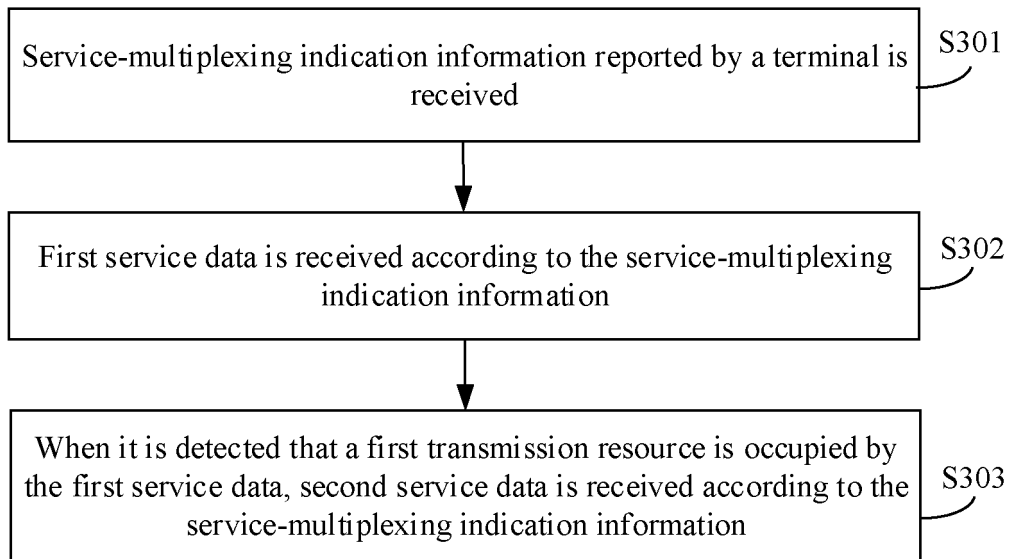 Service-multiplexing indication information reported by a terminal is
received
S301
First service data is received according to the service-multiplexing
indication information
S302
When it is detected that a first transmission resource is occupied by
the first service data, second service data is received according to the
service-multiplexing indication information
S303